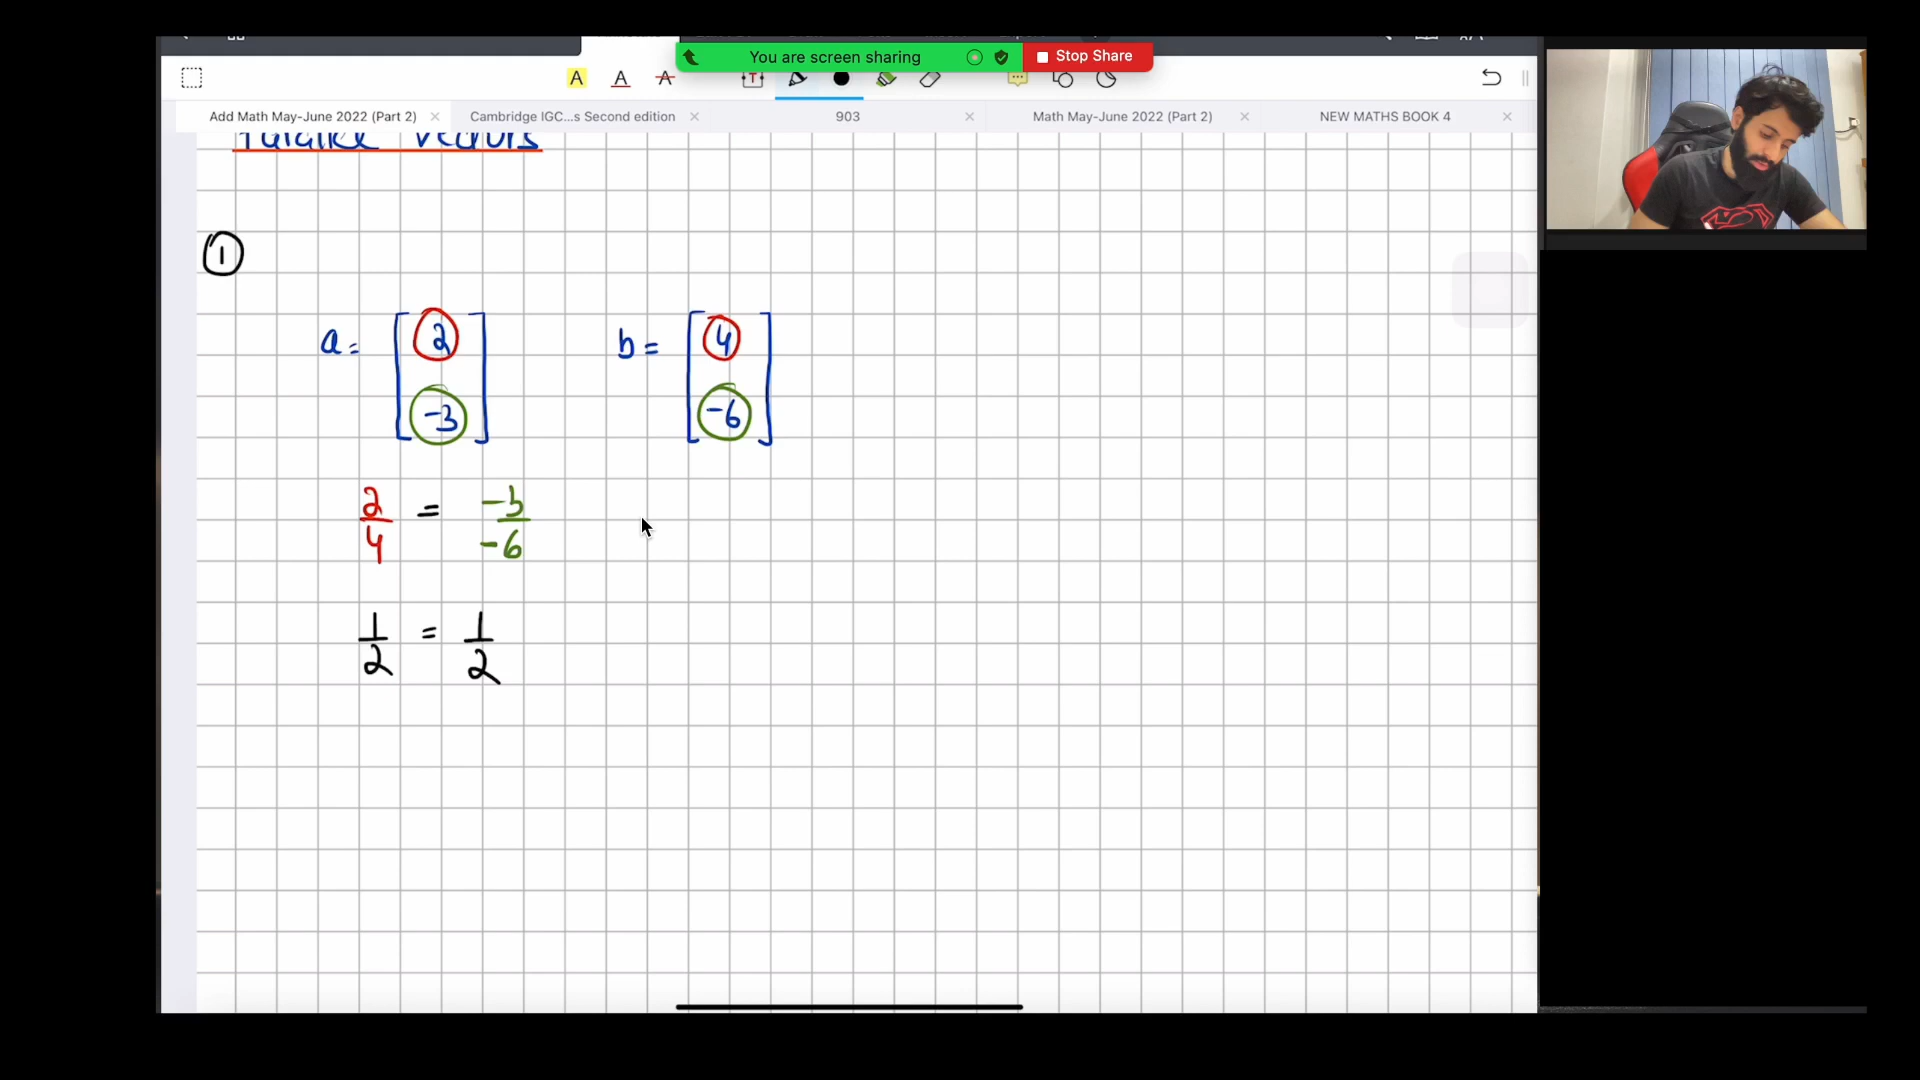 You are screen sharing Stop Share
A A A T
Add Math May-June 2022 (Part 2) Cambridge IGC...s Second edition 903 Math May-June 2022 (Part 2) NEW MATHS BOOK 4
Parallel Vectors
1
a = [2 b = [4
-3] -6]
2/4 = -3/-6
1/2 = 1/2